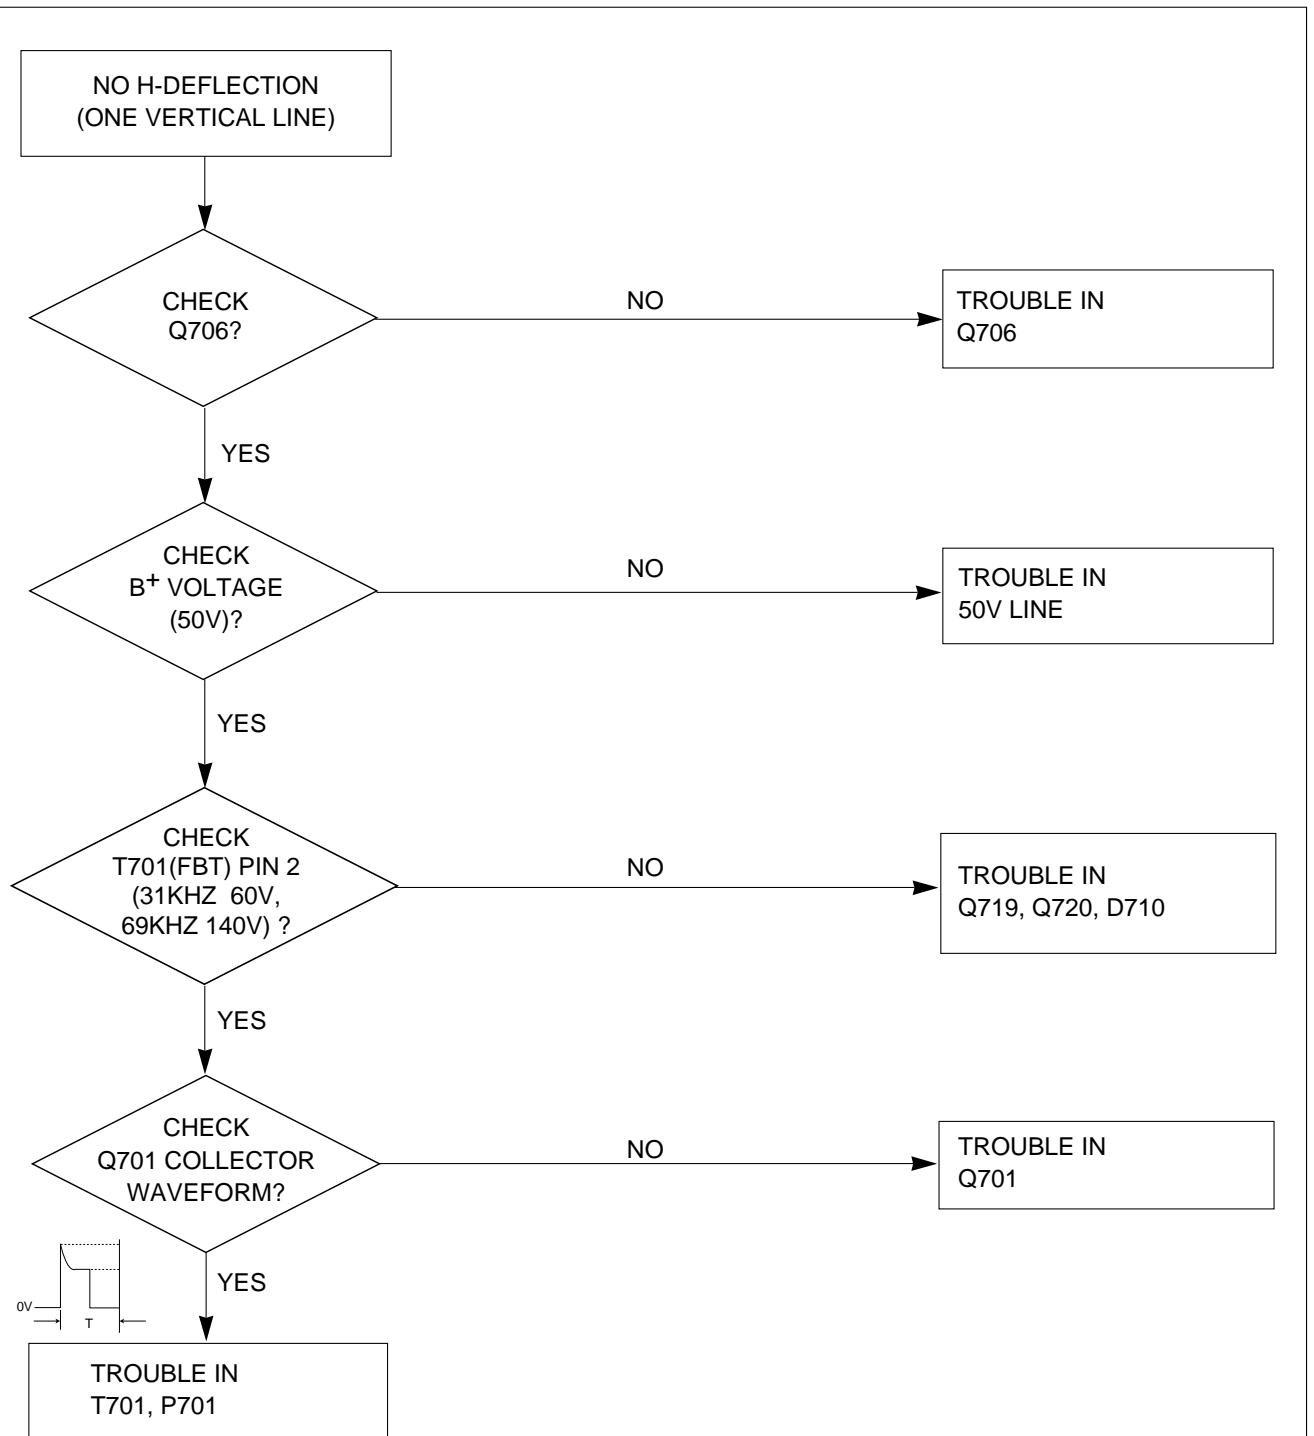 NO H-DEFLECTION
(ONE VERTICAL LINE)
CHECK
Q706?
NO
TROUBLE IN
Q706
YES
CHECK
B+ VOLTAGE
(50V)?
NO
TROUBLE IN
50V LINE
YES
CHECK
T701(FBT) PIN 2
(31KHZ 60V,
69KHZ 140V) ?
NO
TROUBLE IN
Q719, Q720, D710
YES
CHECK
Q701 COLLECTOR
WAVEFORM?
NO
TROUBLE IN
Q701
YES
0V
T
TROUBLE IN
T701, P701